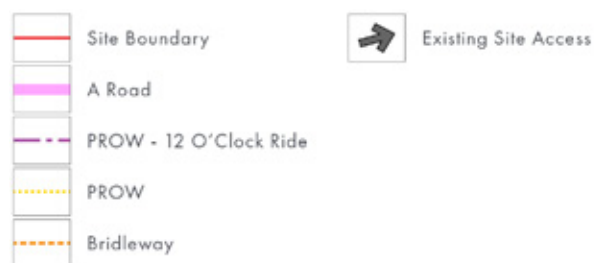 Site Boundary
A Road
PROW - 12 O'Clock Ride
PROW
Bridleway
Existing Site Access